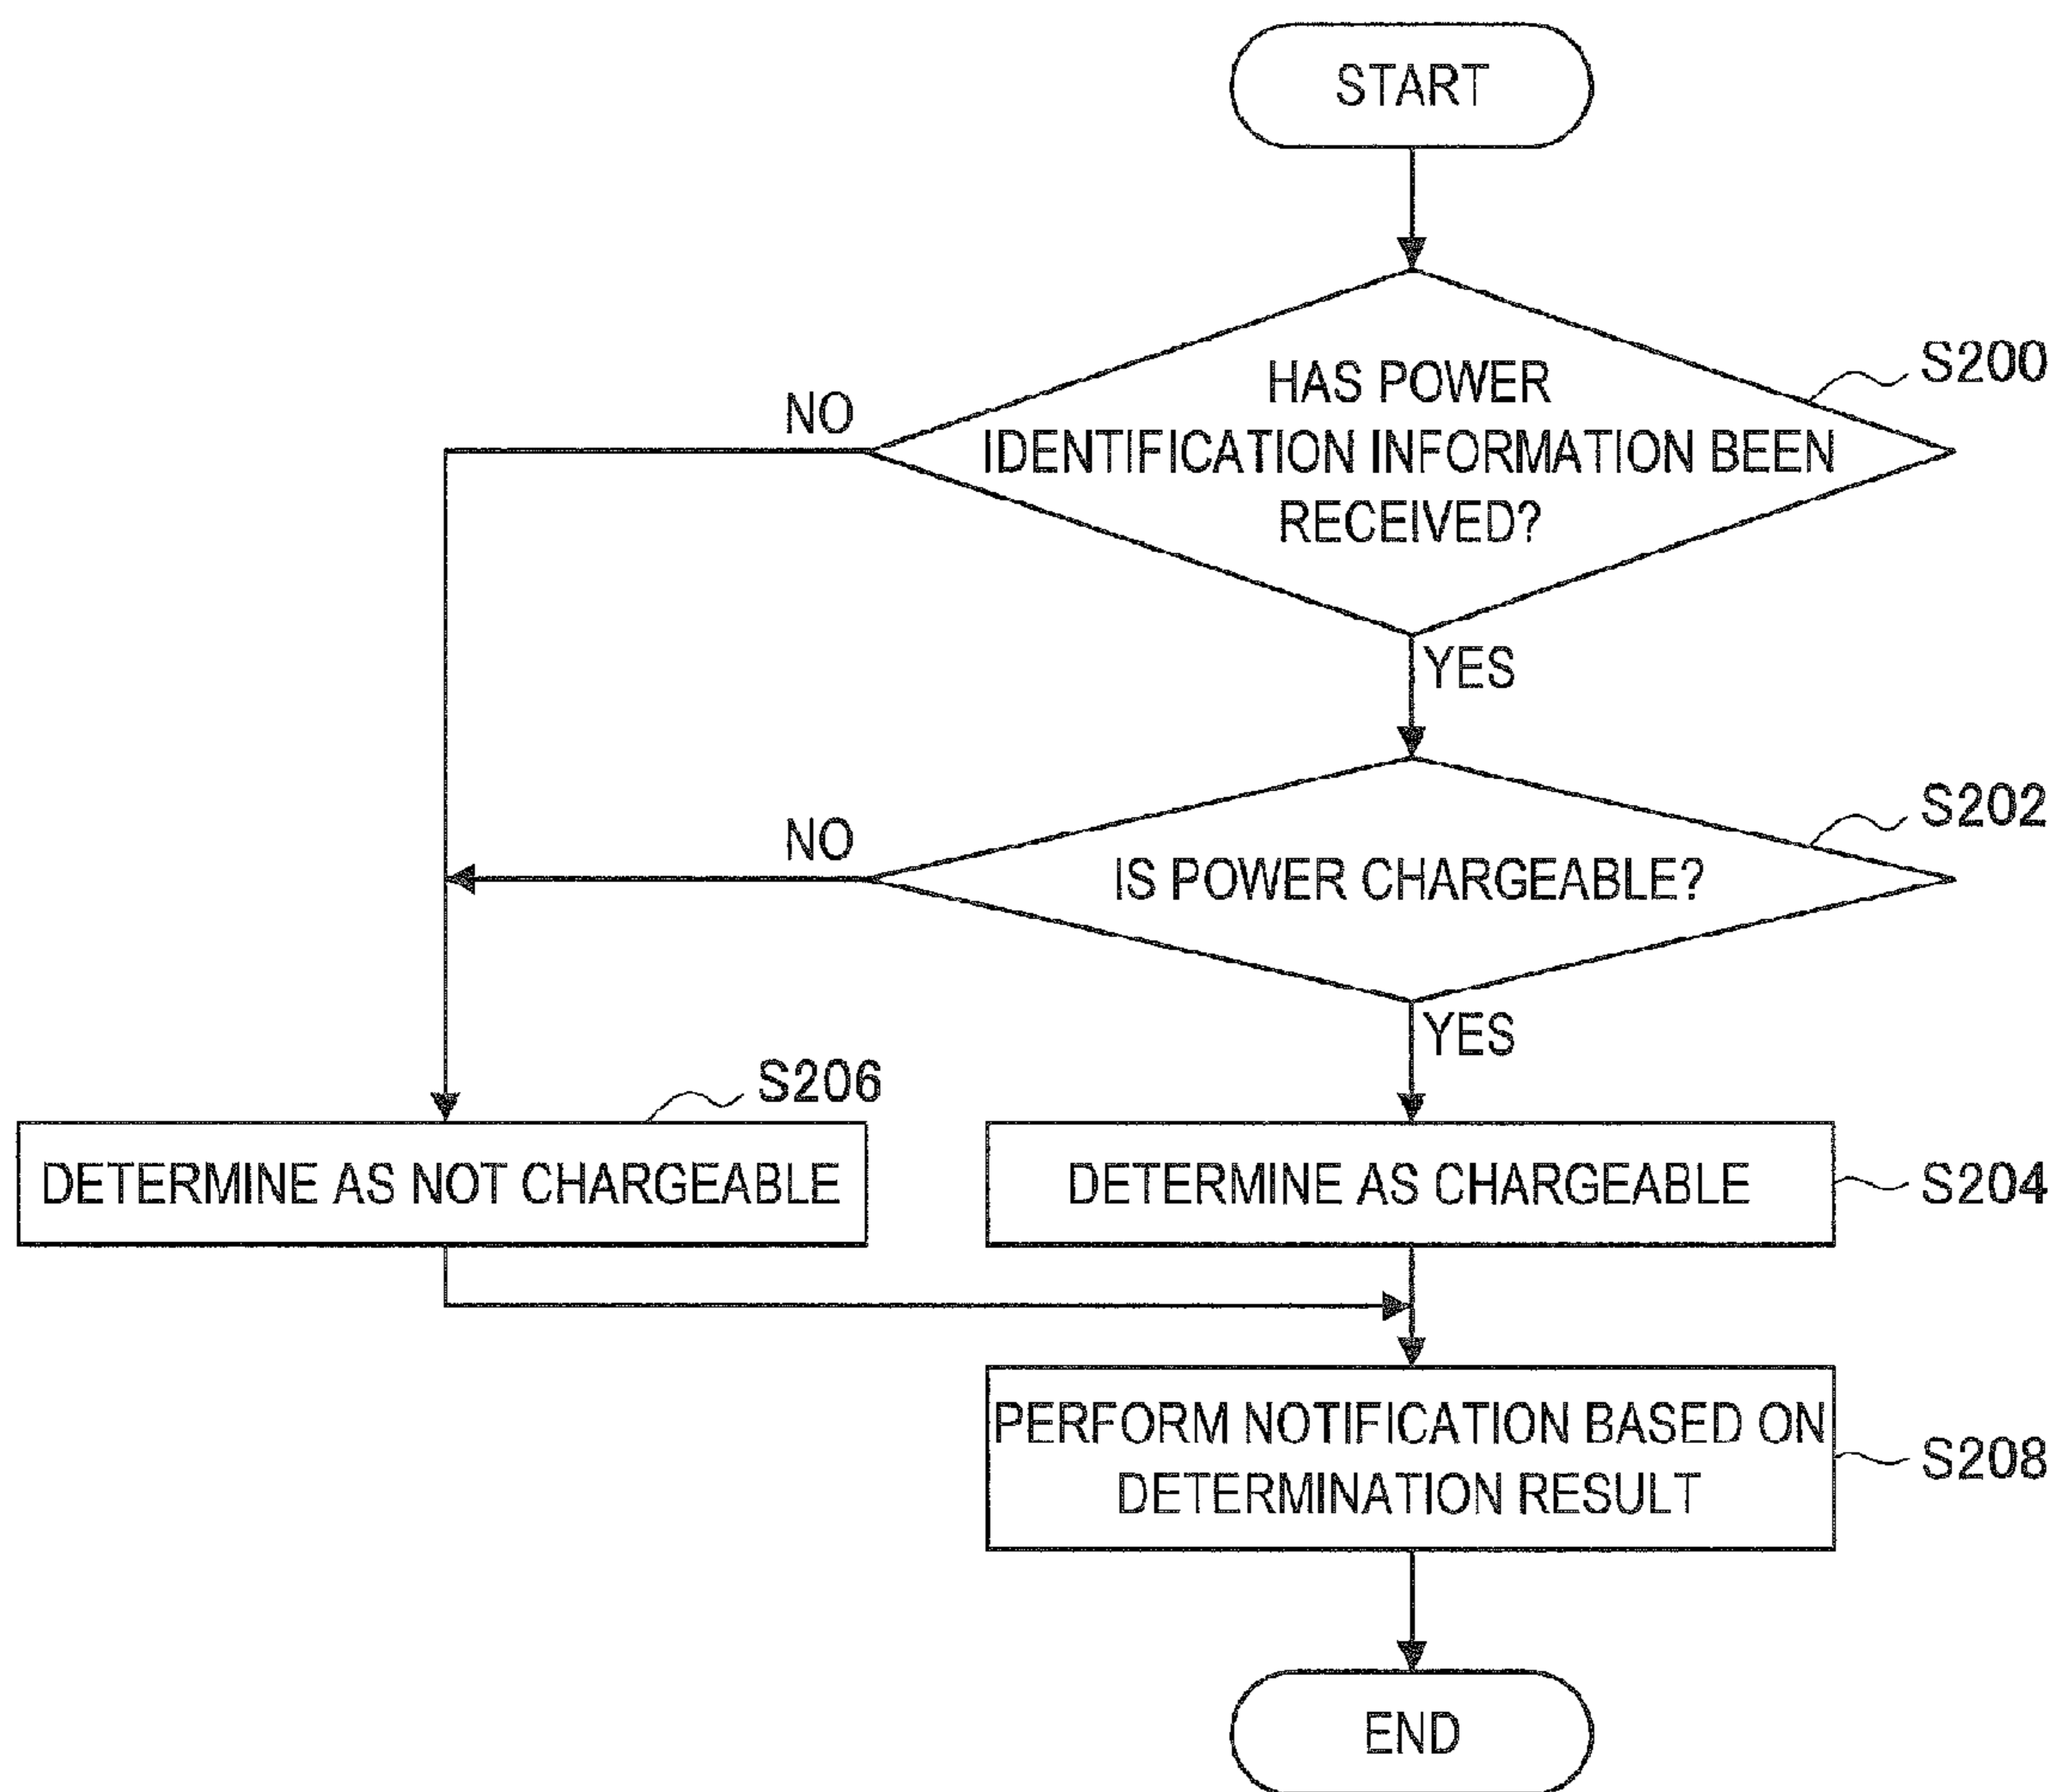 START
HAS POWER
IDENTIFICATION INFORMATION BEEN
RECEIVED?
S200
NO
YES
IS POWER CHARGEABLE?
S202
NO
YES
S206
DETERMINE AS NOT CHARGEABLE
DETERMINE AS CHARGEABLE
S204
PERFORM NOTIFICATION BASED ON
DETERMINATION RESULT
S208
END